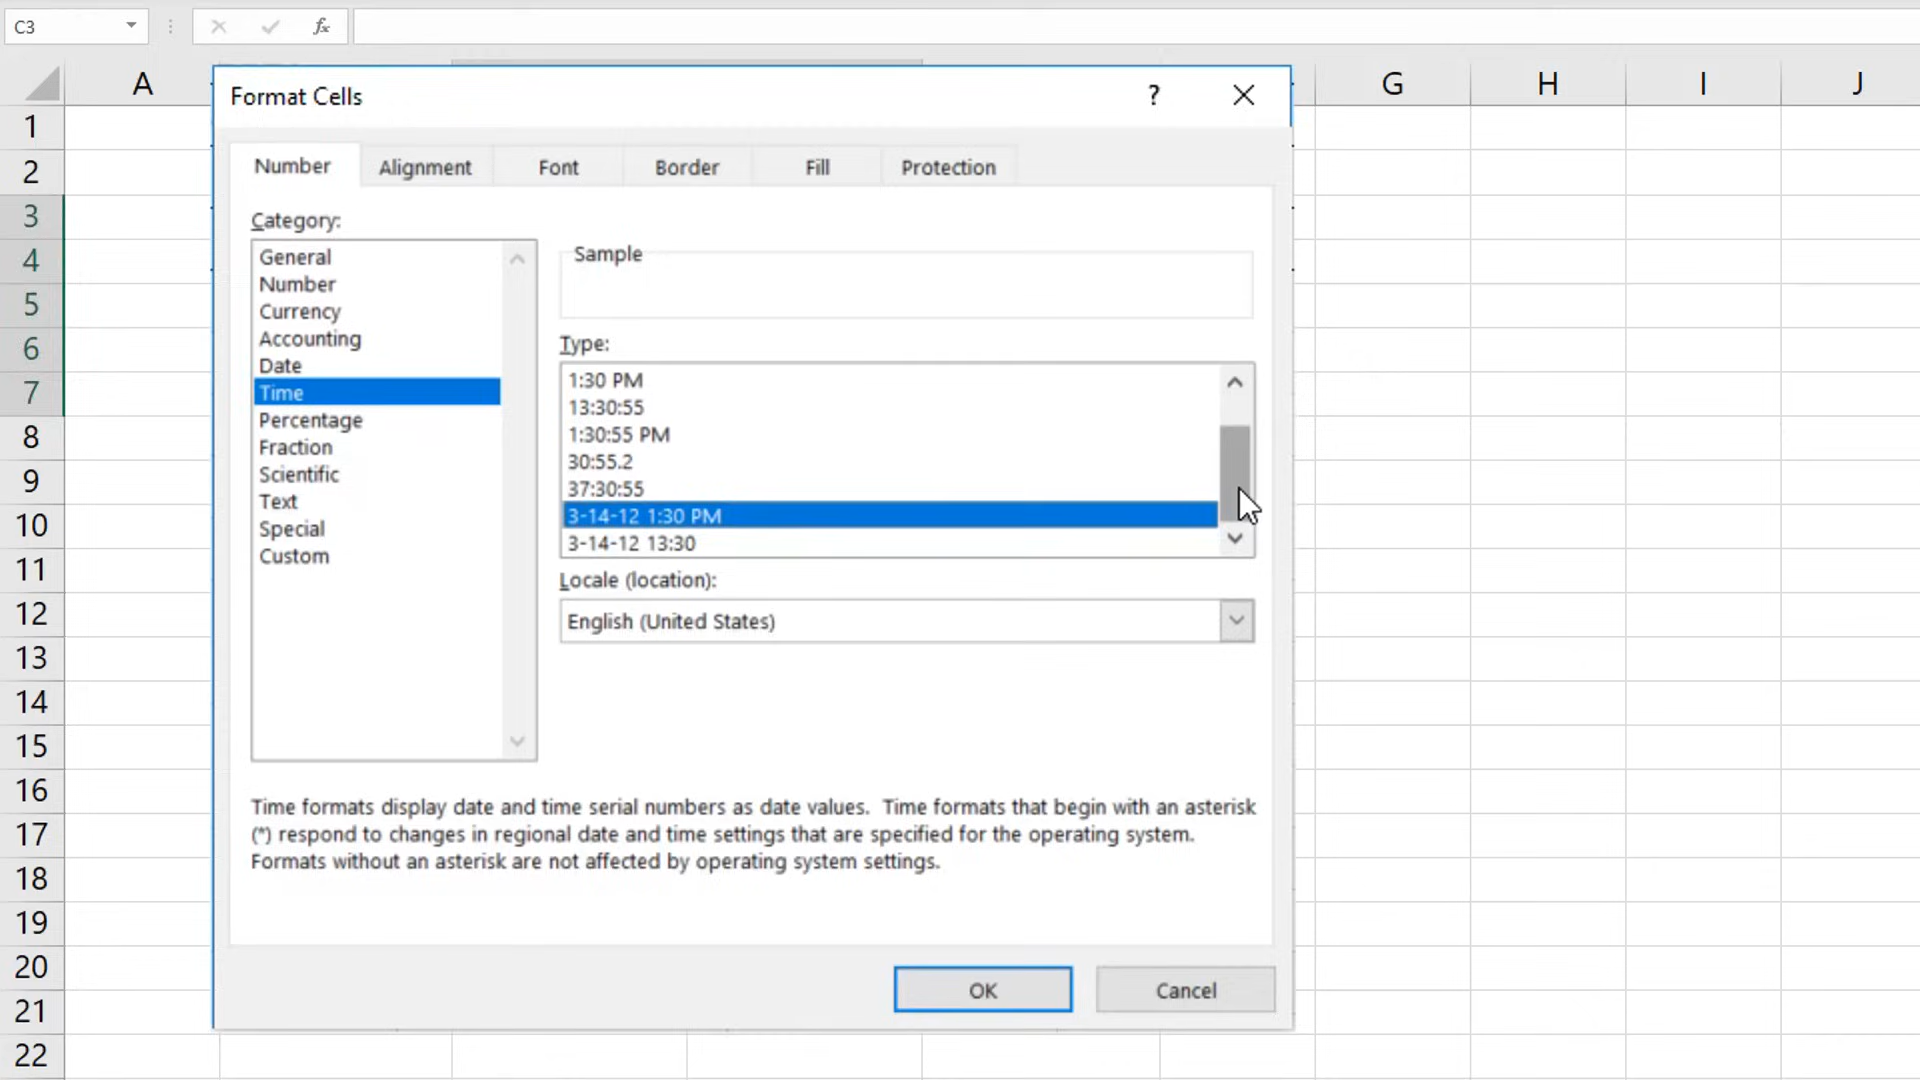 C3
fx
A G H I J
Format Cells
?
Number Alignment Font Border Fill Protection
Category:
General
Number
Currency
Accounting
Date
Time
Percentage
Fraction
Scientific
Text
Special
Custom
Sample
Type:
1:30 PM
13:30:55
1:30:55 PM
30:55.2
37:30:55
3-14-12 1:30 PM
3-14-12 13:30
Locale (location):
English (United States)
Time formats display date and time serial numbers as date values.  Time formats that begin with an asterisk
(*) respond to changes in regional date and time settings that are specified for the operating system.
Formats without an asterisk are not affected by operating system settings.
OK Cancel
1
2
3
4
5
6
7
8
9
10
11
12
13
14
15
16
17
18
19
20
21
22